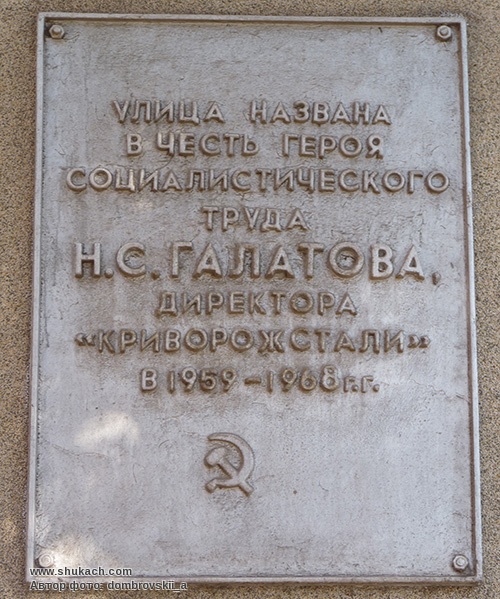 УЛИЦА НАЗВАНА
В ЧЕСТЬ ГЕРОЯ
СОЦИАЛИСТИЧЕСКОГО
ТРУДА
Н.С. ГАЛАТОВА,
ДИРЕКТОРА
«КРИВОРОЖСТАЛИ»
В 1959-1968 г.г.
www.shukach.com
Автор фото: dombrovskii_a